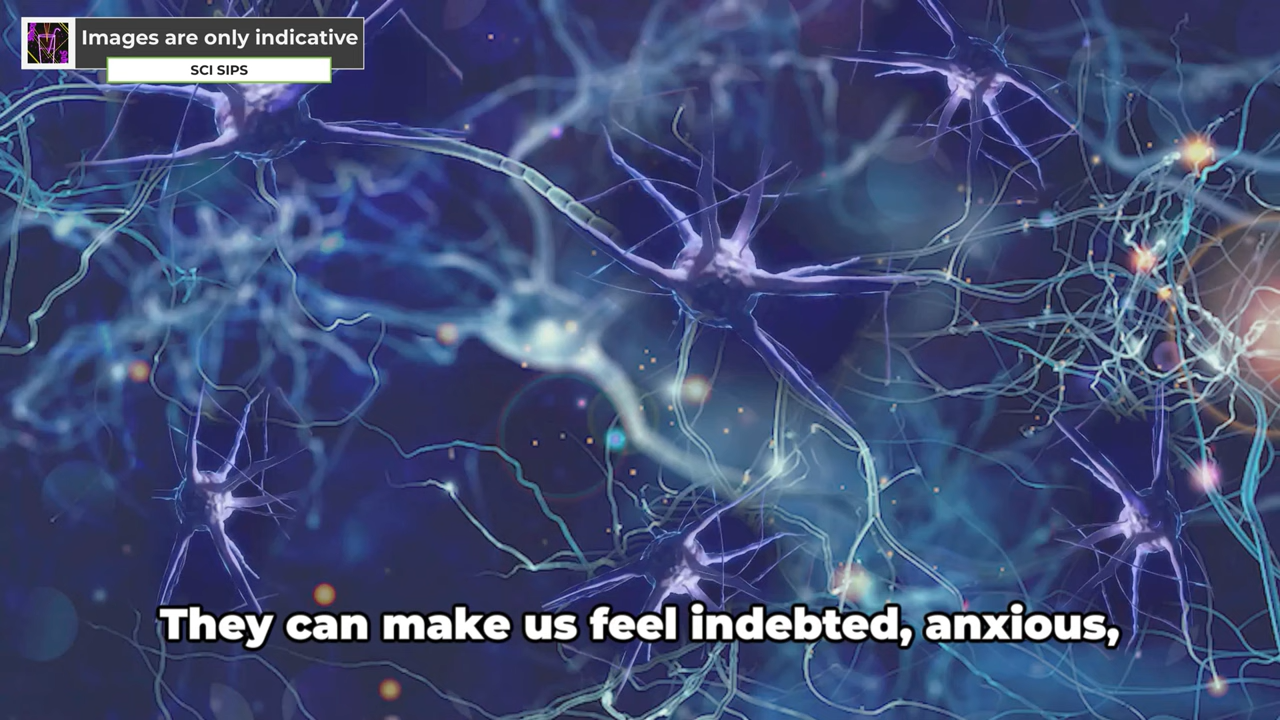 Images are only indicative
SCI SIPS
They can make us feel indebted, anxious,